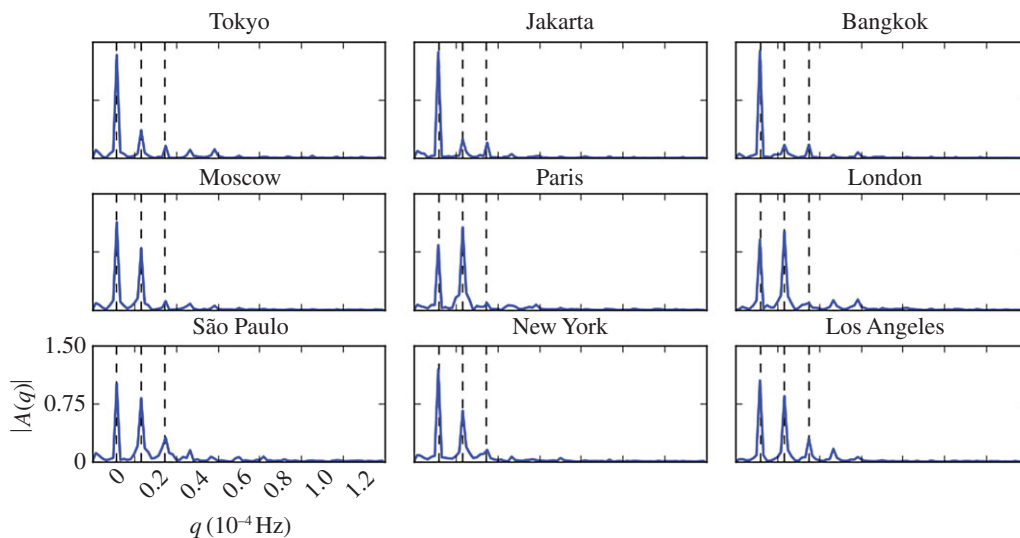 Tokyo Jakarta Bangkok
Moscow Paris London
São Paulo New York Los Angeles
1.50
0.75
0
|A(q)|
0 0.2 0.4 0.6 0.8 1.0 1.2
q (10⁻⁴ Hz)